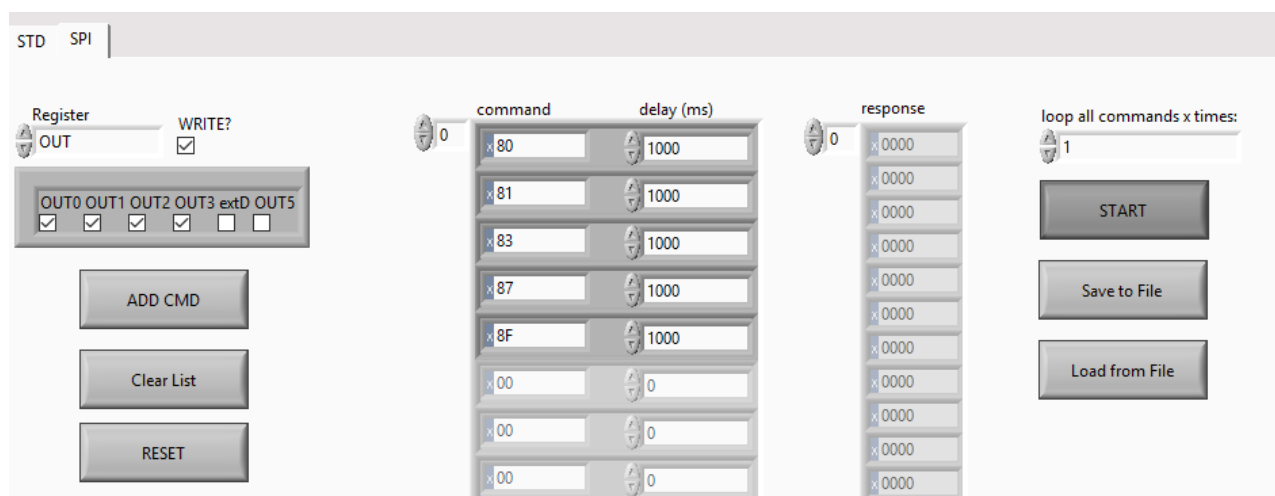 STD SPI
Register
WRITE?
OUT
OUT0 OUT1 OUT2 OUT3 extD OUT5
ADD CMD
Clear List
RESET
command delay (ms)
0
x 80 1000
x 81 1000
x 83 1000
x 87 1000
x 8F 1000
x 00 0
x 00 0
x 00 0
response
0
x 0000
x 0000
x 0000
x 0000
x 0000
x 0000
x 0000
x 0000
x 0000
x 0000
x 0000
loop all commands x times:
1
START
Save to File
Load from File